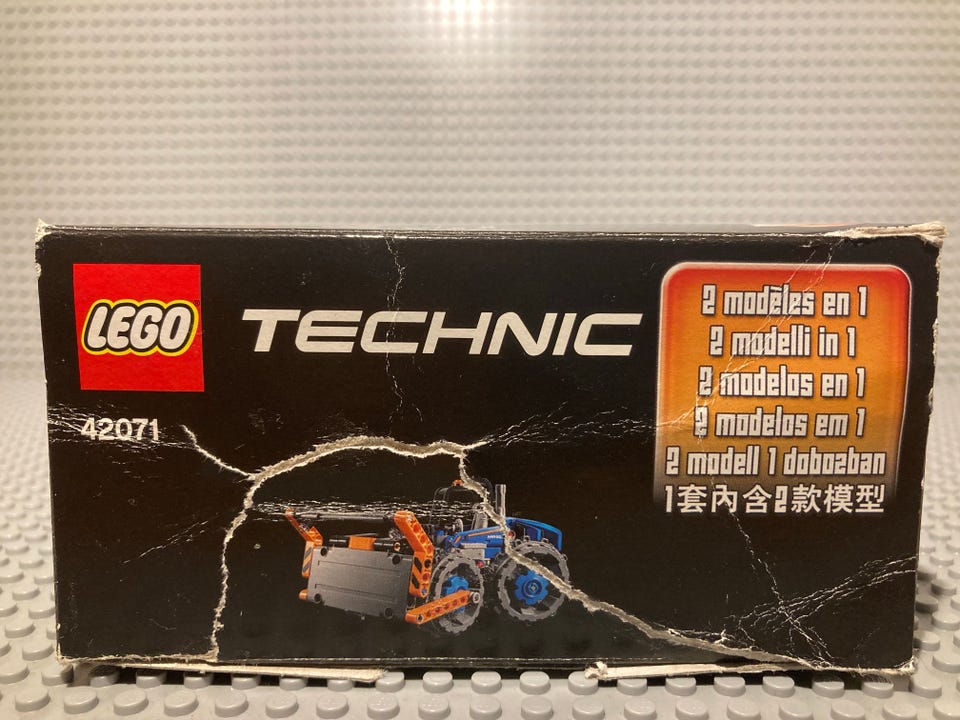 LEGO
TECHNIC
42071
2 modèles en 1
2 modelli in 1
2 modelos en 1
2 modelos em 1
2 modell 1 dobozban
1套內含2款模型